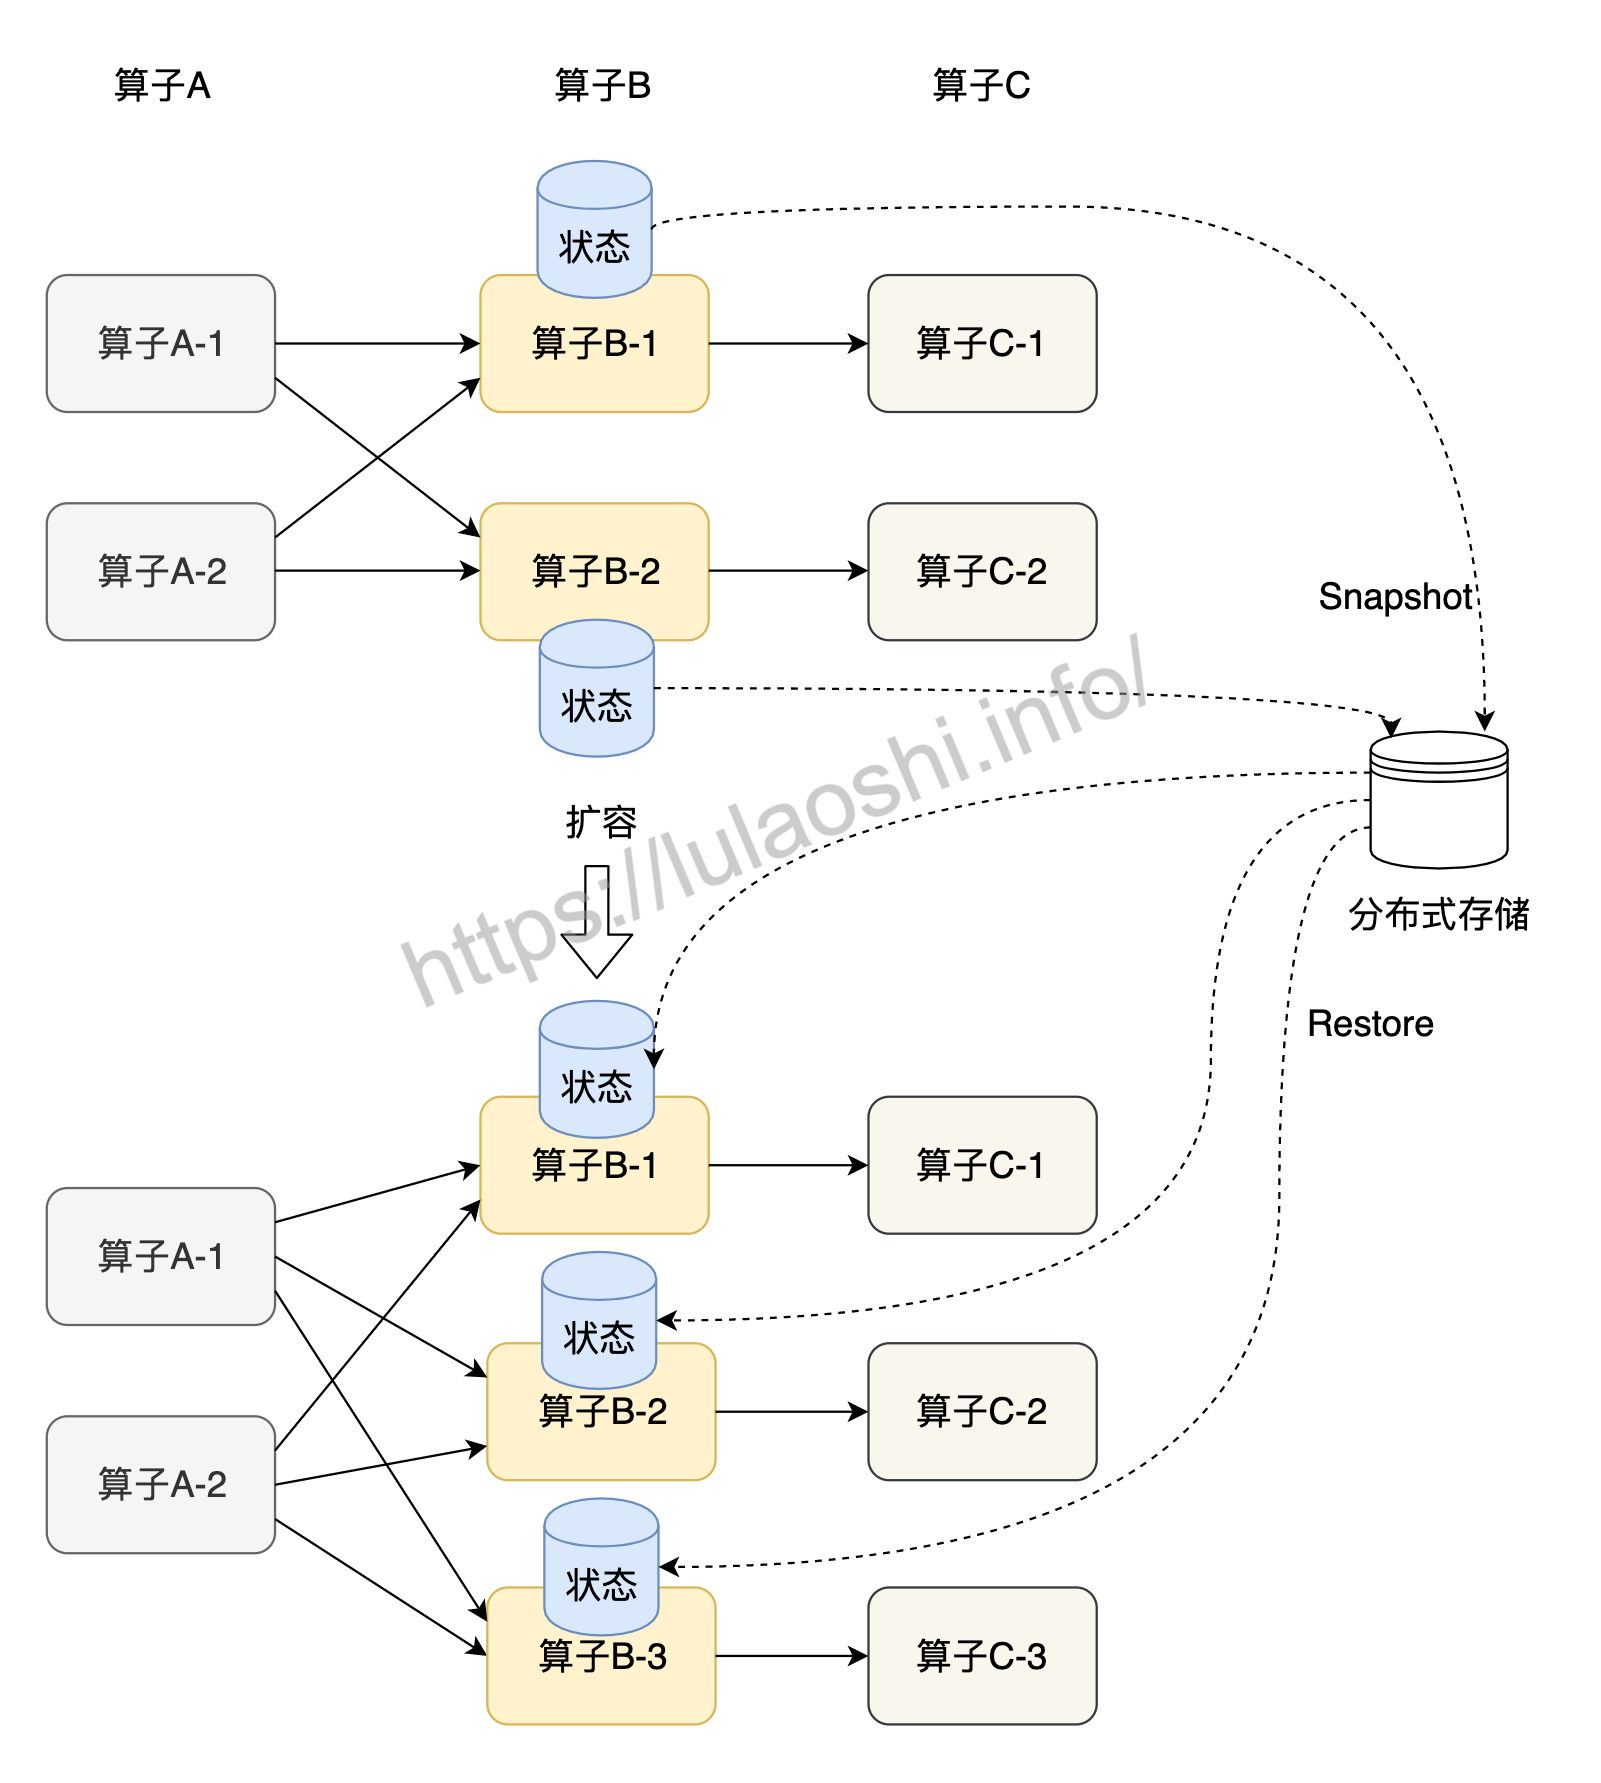 算子A
算子B
算子C
状态
算子A-1
算子B-1
算子C-1
算子A-2
算子B-2
算子C-2
Snapshot
状态
https://lulaoshi.info/
扩容
分布式存储
Restore
状态
算子B-1
算子C-1
算子A-1
状态
算子B-2
算子C-2
算子A-2
状态
算子B-3
算子C-3